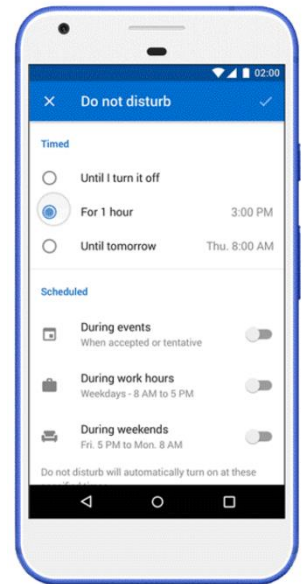 02:00
Do not disturb
Timed
Until I turn it off
For 1 hour 3:00 PM
Until tomorrow Thu. 8:00 AM
Scheduled
During events
When accepted or tentative
During work hours
Weekdays - 8 AM to 5 PM
During weekends
Fri. 5 PM to Mon. 8 AM
Do not disturb will automatically turn on at these